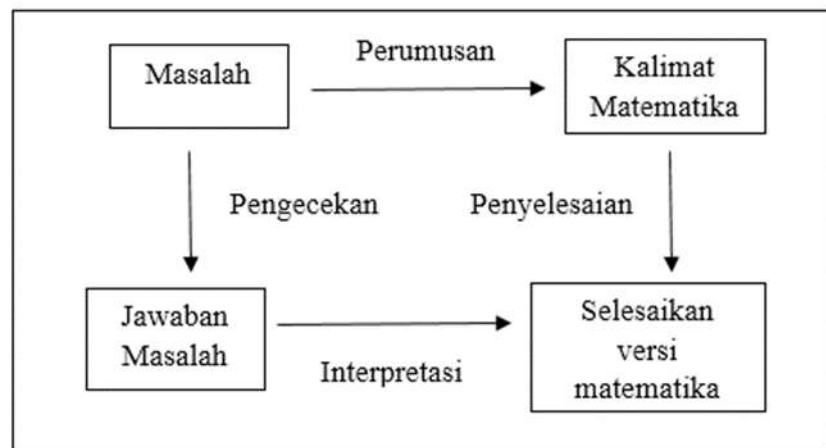 Masalah
Perumusan
Kalimat
Matematika
Pengecekan
Penyelesaian
Jawaban
Masalah
Interpretasi
Selesaikan
versi
matematika